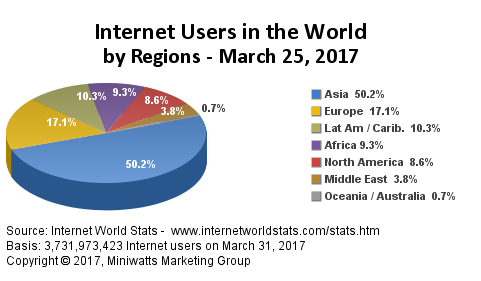 Internet Users in the World
by Regions - March 25, 2017
10.3%
9.3%
8.6%
3.8%
0.7%
17.1%
50.2%
Asia 50.2%
Europe 17.1%
Lat Am / Carib. 10.3%
Africa 9.3%
North America 8.6%
Middle East 3.8%
Oceania / Australia 0.7%
Source: Internet World Stats - www.internetworldstats.com/stats.htm
Basis: 3,731,973,423 Internet users on March 31, 2017
Copyright © 2017, Miniwatts Marketing Group